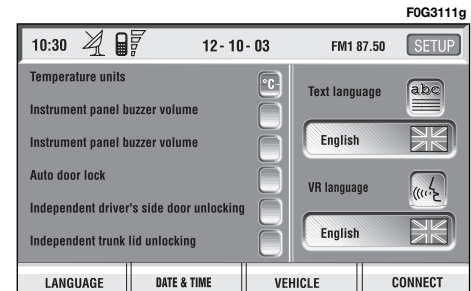 F0G3111g
10:30 12- 10- 03 FM1 87.50 SETUP
Temperature units °C
Instrument panel buzzer volume
Instrument panel buzzer volume
Auto door lock
Independent driver's side door unlocking
Independent trunk lid unlocking
Text language abc
English
VR language
English
LANGUAGE DATE & TIME VEHICLE CONNECT